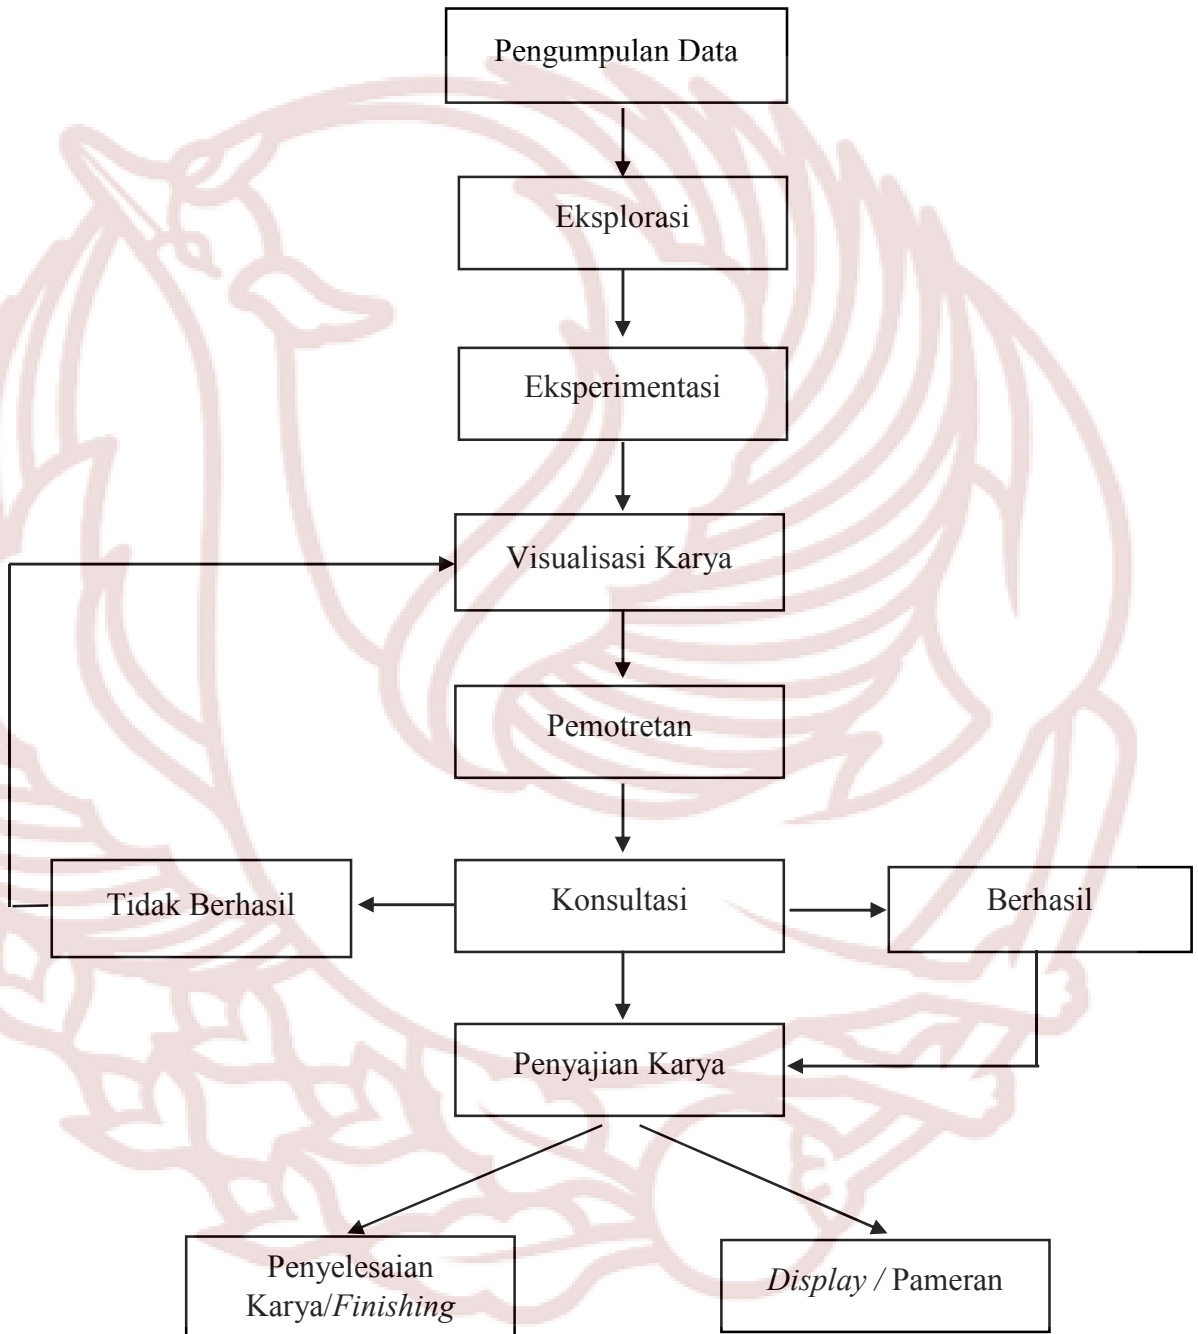 Pengumpulan Data
Eksplorasi
Eksperimentasi
Visualisasi Karya
Pemotretan
Tidak Berhasil
Konsultasi
Berhasil
Penyajian Karya
Penyelesaian
Karya/Finishing
Display / Pameran